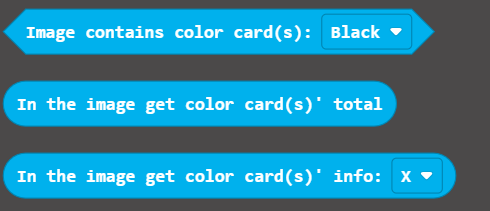 Image contains color card(s): Black
In the image get color card(s)' total
In the image get color card(s)' info: X